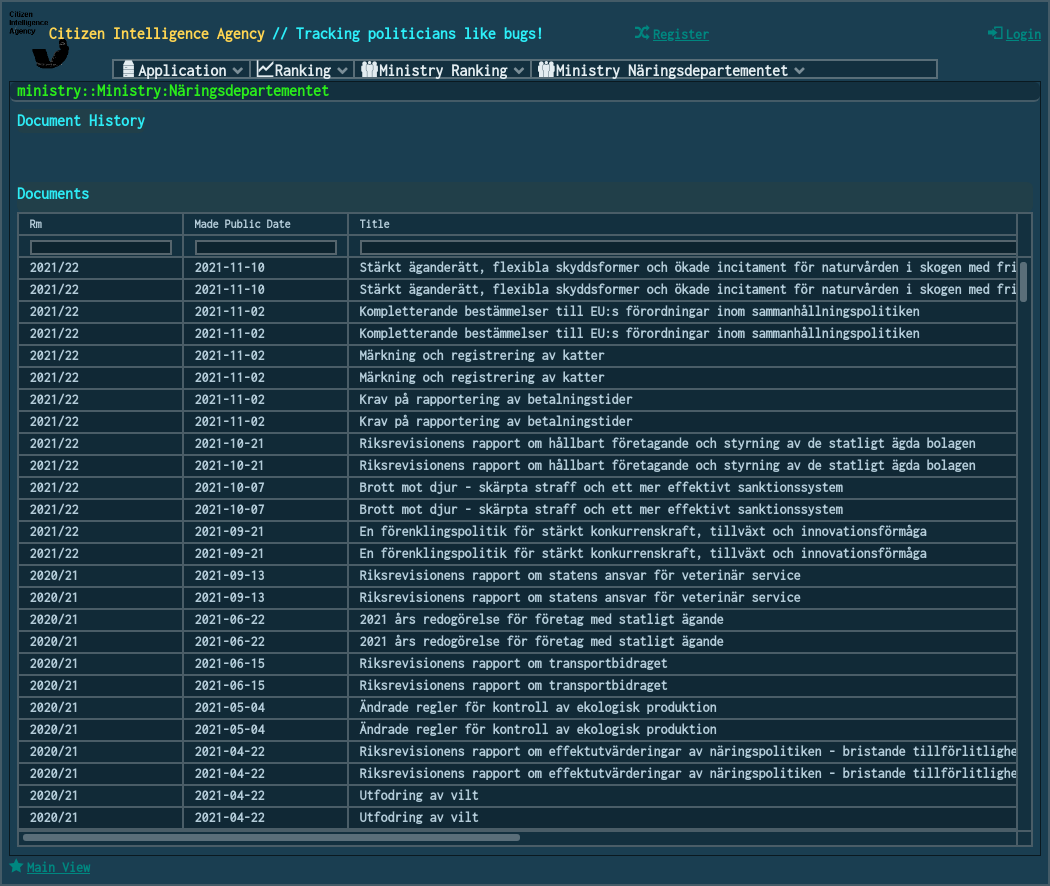 Citizen
Intelligence
Agency
Citizen Intelligence Agency // Tracking politicians like bugs!
Register
Login
Application
Ranking
Ministry Ranking
Ministry Näringsdepartementet
ministry::Ministry:Näringsdepartementet
Document History
Documents
Rm Made Public Date Title
2021/22 2021-11-10 Stärkt äganderätt, flexibla skyddsformer och ökade incitament för naturvården i skogen med fri
2021/22 2021-11-10 Stärkt äganderätt, flexibla skyddsformer och ökade incitament för naturvården i skogen med fri
2021/22 2021-11-02 Kompletterande bestämmelser till EU:s förordningar inom sammanhållningspolitiken
2021/22 2021-11-02 Kompletterande bestämmelser till EU:s förordningar inom sammanhållningspolitiken
2021/22 2021-11-02 Märkning och registrering av katter
2021/22 2021-11-02 Märkning och registrering av katter
2021/22 2021-11-02 Krav på rapportering av betalningstider
2021/22 2021-11-02 Krav på rapportering av betalningstider
2021/22 2021-10-21 Riksrevisionens rapport om hållbart företagande och styrning av de statligt ägda bolagen
2021/22 2021-10-21 Riksrevisionens rapport om hållbart företagande och styrning av de statligt ägda bolagen
2021/22 2021-10-07 Brott mot djur - skärpta straff och ett mer effektivt sanktionssystem
2021/22 2021-10-07 Brott mot djur - skärpta straff och ett mer effektivt sanktionssystem
2021/22 2021-09-21 En förenklingspolitik för stärkt konkurrenskraft, tillväxt och innovationsförmåga
2021/22 2021-09-21 En förenklingspolitik för stärkt konkurrenskraft, tillväxt och innovationsförmåga
2020/21 2021-09-13 Riksrevisionens rapport om statens ansvar för veterinär service
2020/21 2021-09-13 Riksrevisionens rapport om statens ansvar för veterinär service
2020/21 2021-06-22 2021 års redogörelse för företag med statligt ägande
2020/21 2021-06-22 2021 års redogörelse för företag med statligt ägande
2020/21 2021-06-15 Riksrevisionens rapport om transportbidraget
2020/21 2021-06-15 Riksrevisionens rapport om transportbidraget
2020/21 2021-05-04 Ändrade regler för kontroll av ekologisk produktion
2020/21 2021-05-04 Ändrade regler för kontroll av ekologisk produktion
2020/21 2021-04-22 Riksrevisionens rapport om effektutvärderingar av näringspolitiken - bristande tillförlitlighe
2020/21 2021-04-22 Riksrevisionens rapport om effektutvärderingar av näringspolitiken - bristande tillförlitlighe
2020/21 2021-04-22 Utfodring av vilt
2020/21 2021-04-22 Utfodring av vilt
Main View